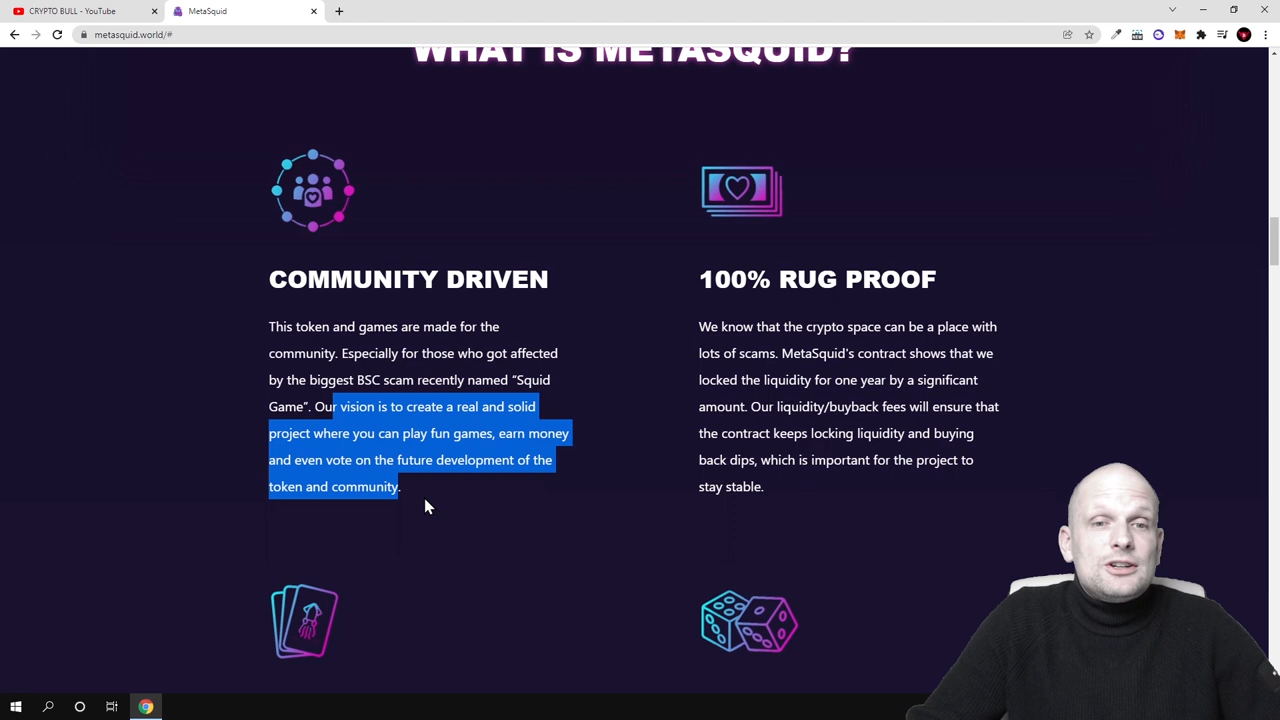 CRYPTO BULL - YouTube
MetaSquid
metasquid.world/#
WHAT IS METASQUID?
COMMUNITY DRIVEN
This token and games are made for the
community. Especially for those who got affected
by the biggest BSC scam recently named “Squid
Game”. Our vision is to create a real and solid
project where you can play fun games, earn money
and even vote on the future development of the
token and community.
100% RUG PROOF
We know that the crypto space can be a place with
lots of scams. MetaSquid's contract shows that we
locked the liquidity for one year by a significant
amount. Our liquidity/buyback fees will ensure that
the contract keeps locking liquidity and buying
back dips, which is important for the project to
stay stable.